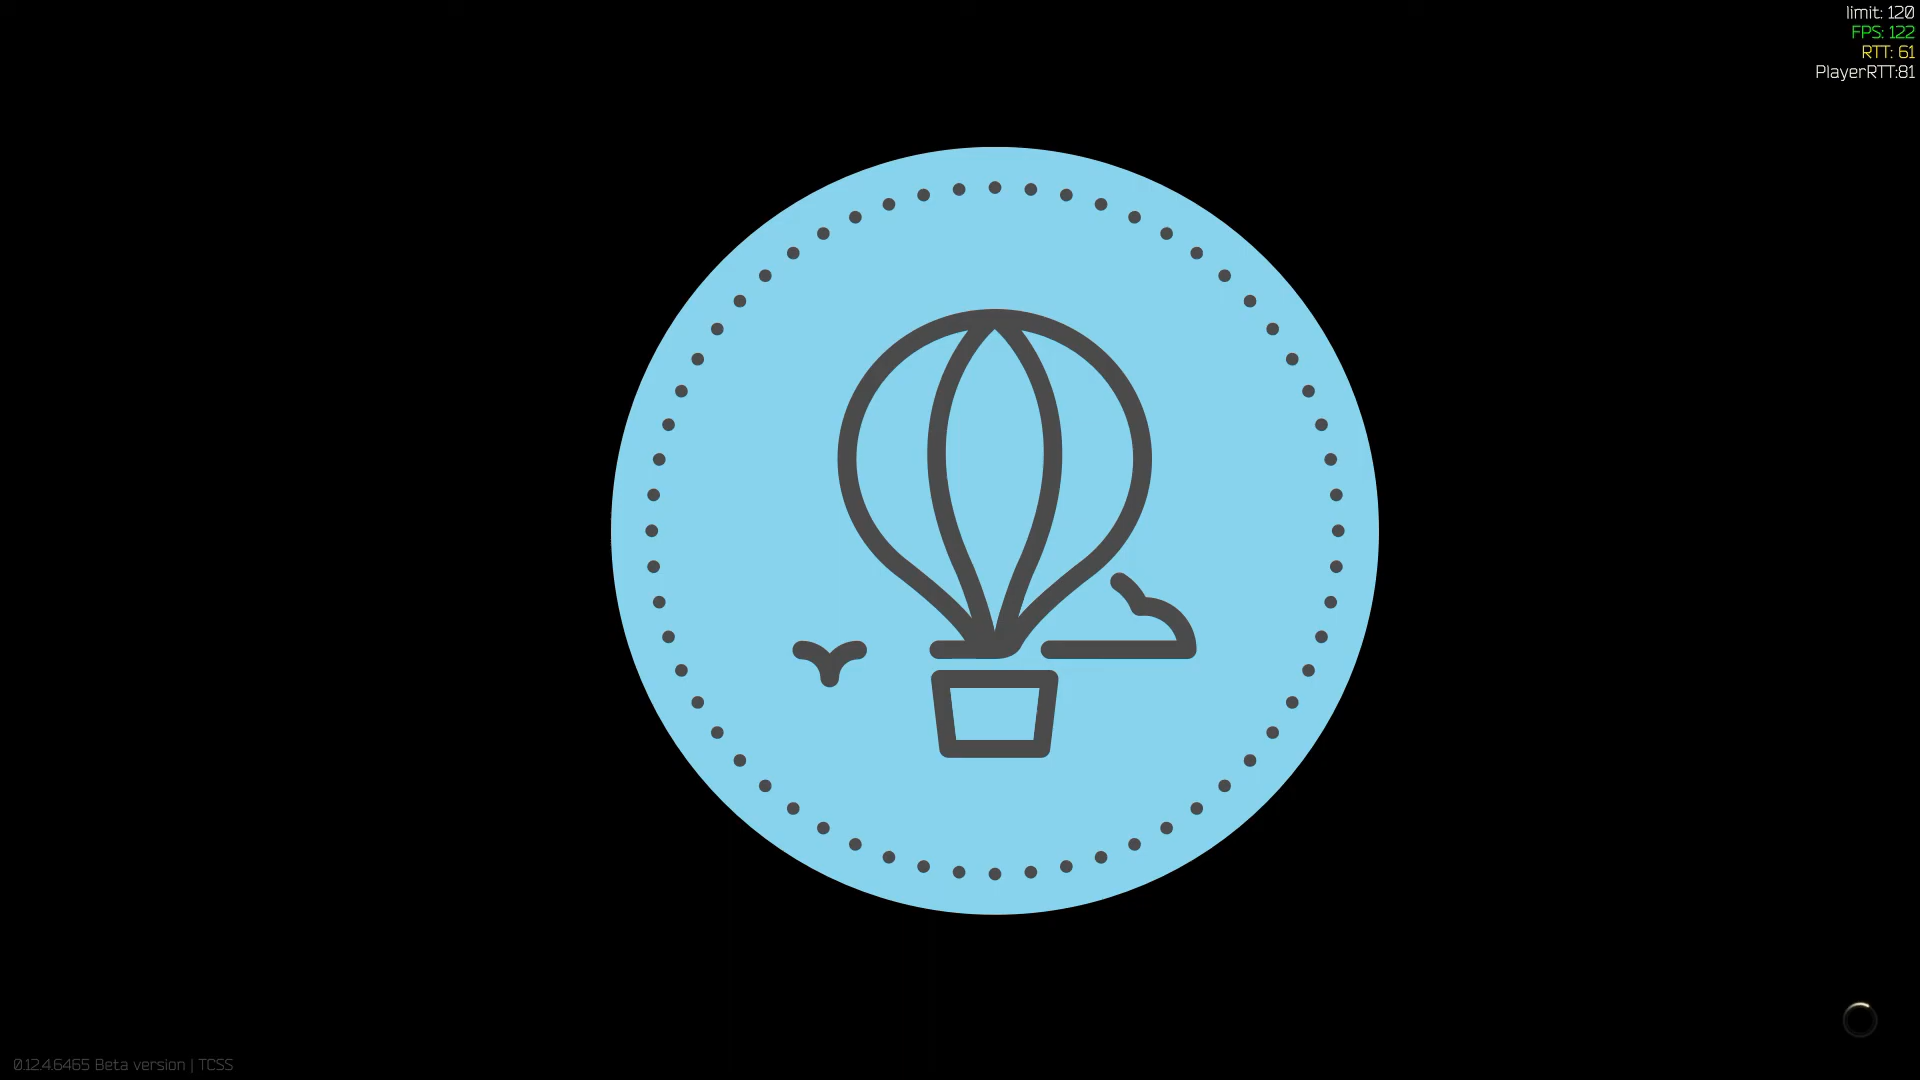 limit: 120
FPS: 122
RTT: 61
PlayerRTT:81
0.12.4.6465 Beta version | TCSS